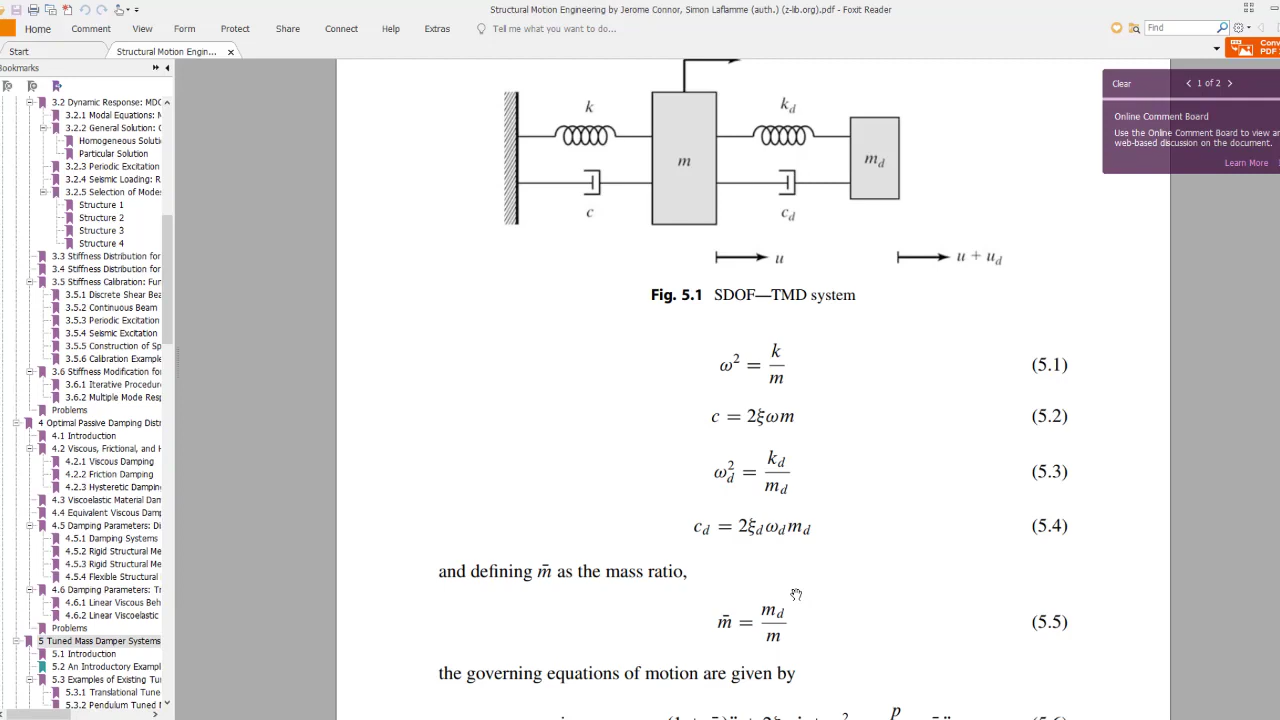 Structural Motion Engineering by Jerome Connor, Simon Laflamme (auth.) (z-lib.org).pdf - Foxit Reader
Home Comment View Form Protect Share Connect Help Extras Tell me what you want to do... Find
Start Structural Motion Engin... x
Conv
PDF
Bookmarks
3.2 Dynamic Response: MDO
3.2.1 Modal Equations: M
3.2.2 General Solution: C
Homogeneous Soluti
Particular Solution
3.2.3 Periodic Excitation
3.2.4 Seismic Loading: R
3.2.5 Selection of Modes
Structure 1
Structure 2
Structure 3
Structure 4
3.3 Stiffness Distribution for
3.4 Stiffness Distribution for
3.5 Stiffness Calibration: Fun
3.5.1 Discrete Shear Bea
3.5.2 Continuous Beam
3.5.3 Periodic Excitation
3.5.4 Seismic Excitation
3.5.5 Construction of Sp
3.5.6 Calibration Example
3.6 Stiffness Modification fo
3.6.1 Iterative Procedure
3.6.2 Multiple Mode Resp
Problems
4 Optimal Passive Damping Distr
4.1 Introduction
4.2 Viscous, Frictional, and H
4.2.1 Viscous Damping
4.2.2 Friction Damping
4.2.3 Hysteretic Damping
4.3 Viscoelastic Material Dam
4.4 Equivalent Viscous Damp
4.5 Damping Parameters: Di
4.5.1 Damping Systems
4.5.2 Rigid Structural Me
4.5.3 Rigid Structural Me
4.5.4 Flexible Structural
4.6 Damping Parameters: Tr
4.6.1 Linear Viscous Beh
4.6.2 Linear Viscoelastic
Problems
5 Tuned Mass Damper Systems
5.1 Introduction
5.2 An Introductory Exampl
5.3 Examples of Existing Tun
5.3.1 Translational Tune
5.3.2 Pendulum Tuned M
k k_d
m m_d
c c_d
u u + u_d
Fig. 5.1 SDOF—TMD system
ω² = k/m (5.1)
c = 2ξωm (5.2)
ω_d² = k_d/m_d (5.3)
c_d = 2ξ_dω_dm_d (5.4)
and defining m̄ as the mass ratio,
m̄ = m_d/m (5.5)
the governing equations of motion are given by
p
(5.6)
Clear 1 of 2
Online Comment Board
Use the Online Comment Board to view an
web-based discussion on the document.
Learn More